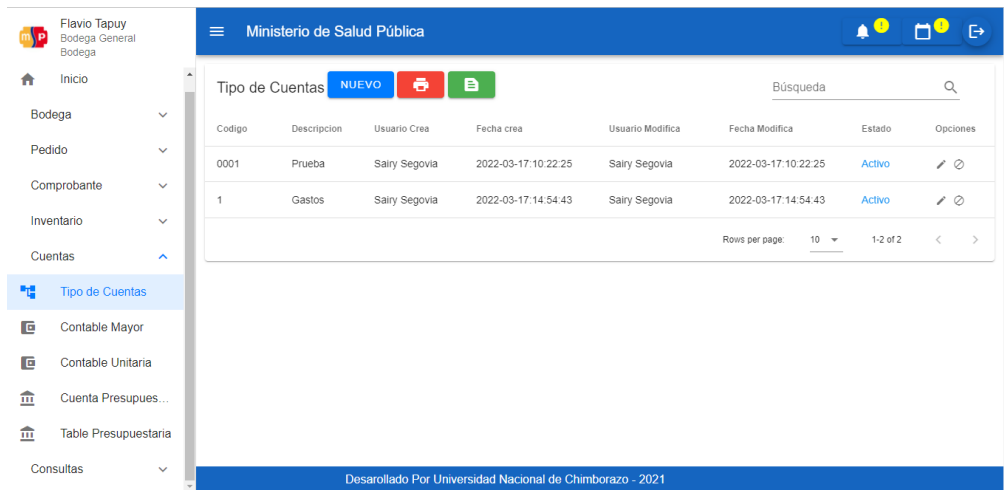 Flavio Tapuy
Bodega General
Bodega
Inicio
Bodega
Pedido
Comprobante
Inventario
Cuentas
Tipo de Cuentas
Contable Mayor
Contable Unitaria
Cuenta Presupues...
Table Presupuestaria
Consultas
Ministerio de Salud Pública
! !
Tipo de Cuentas NUEVO Búsqueda
Codigo Descripcion Usuario Crea Fecha crea Usuario Modifica Fecha Modifica Estado Opciones
0001 Prueba Sairy Segovia 2022-03-17:10:22:25 Sairy Segovia 2022-03-17:10:22:25 Activo
1 Gastos Sairy Segovia 2022-03-17:14:54:43 Sairy Segovia 2022-03-17:14:54:43 Activo
Rows per page: 10 1-2 of 2
Desarollado Por Universidad Nacional de Chimborazo - 2021